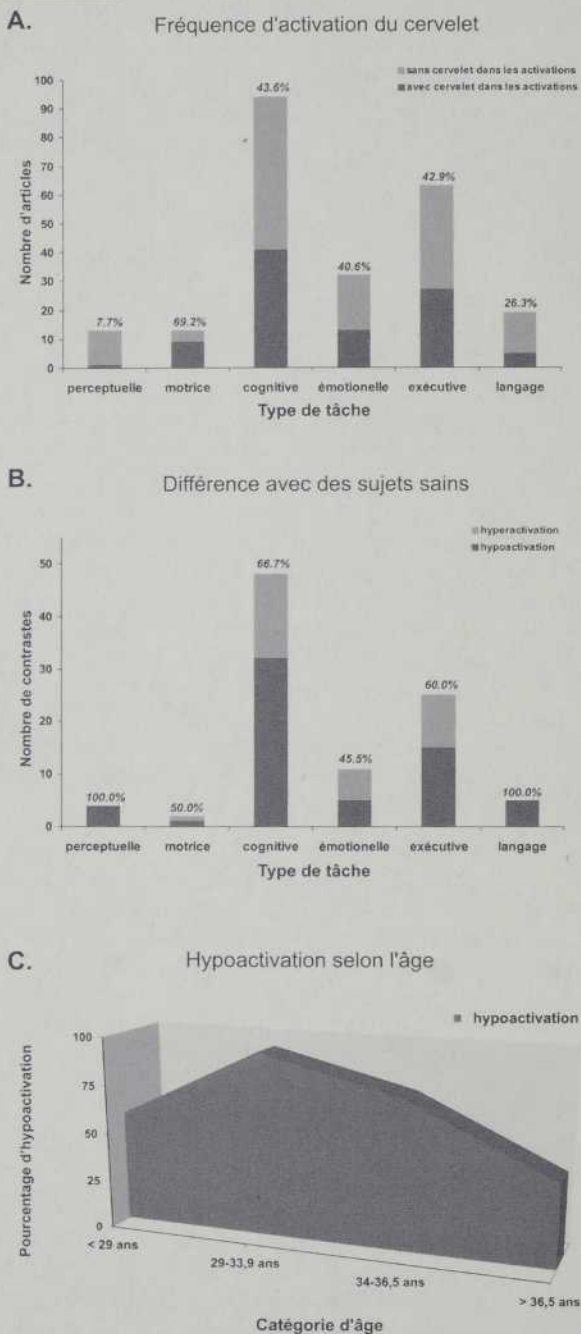 A.
Fréquence d'activation du cervelet
sans cervelet dans les activations
avec cervelet dans les activations
Nombre d'articles
100
90
80
70
60
50
40
30
20
10
0
7.7%
69.2%
43.6%
40.6%
42.9%
26.3%
perceptuelle motrice cognitive émotionelle exécutive langage
Type de tâche
B.
Différence avec des sujets sains
hyperactivation
hypoactivation
Nombre de contrastes
50
40
30
20
10
0
100.0%
50.0%
66.7%
45.5%
60.0%
100.0%
perceptuelle motrice cognitive émotionelle exécutive langage
Type de tâche
C.
Hypoactivation selon l'âge
hypoactivation
Pourcentage d'hypoactivation
100
75
50
25
0
< 29 ans
29-33,9 ans
34-36,5 ans
> 36,5 ans
Catégorie d'âge